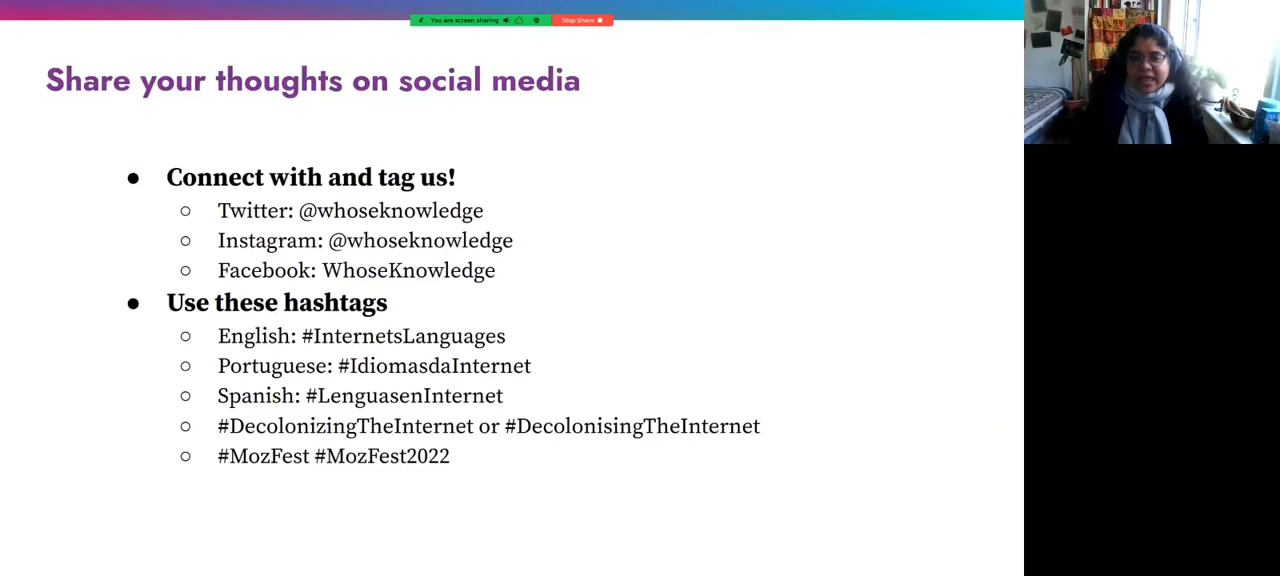 You are screen sharing
Stop Share
Share your thoughts on social media
● Connect with and tag us!
○ Twitter: @whoseknowledge
○ Instagram: @whoseknowledge
○ Facebook: WhoseKnowledge
● Use these hashtags
○ English: #InternetsLanguages
○ Portuguese: #IdiomasdaInternet
○ Spanish: #LenguasenInternet
○ #DecolonizingTheInternet or #DecolonisingTheInternet
○ #MozFest #MozFest2022